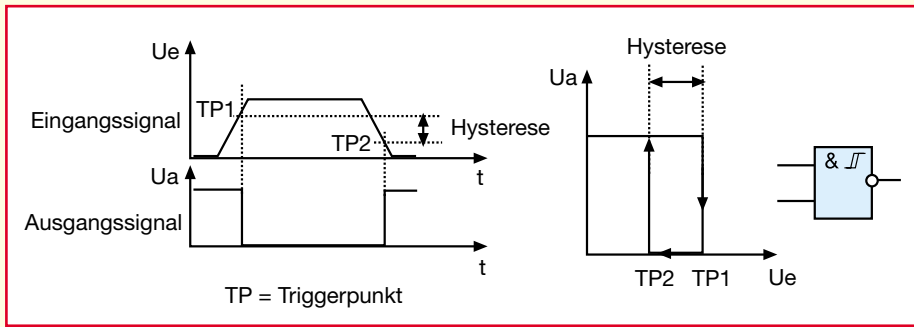 Ue
TP1
Eingangssignal
Hysterese
TP2
t
Ua
Ausgangssignal
t
TP = Triggerpunkt
Hysterese
Ua
TP2
TP1
Ue
&